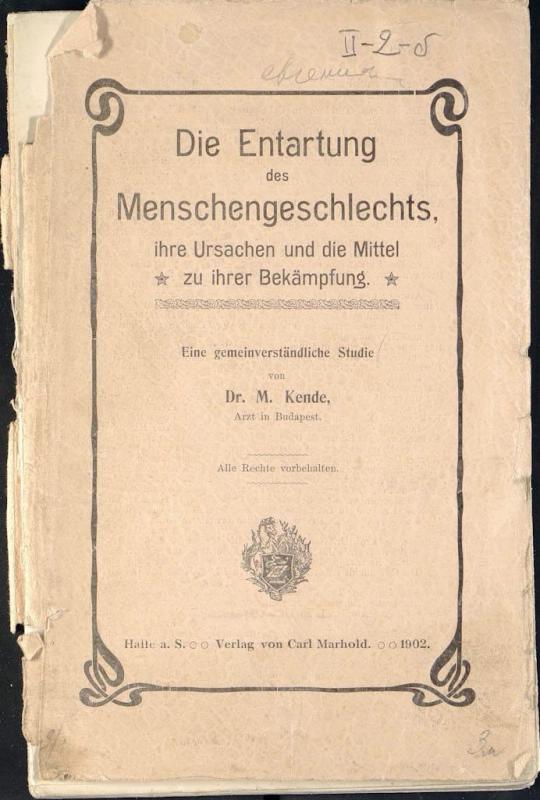 II-2-5
Die Entartung
des
Menschengeschlechts,
ihre Ursachen und die Mittel
zu ihrer Bekämpfung.
Eine gemeinverständliche Studie
von
Dr. M. Kende,
Arzt in Budapest.
Alle Rechte vorbehalten.
Halle a. S. ○○ Verlag von Carl Marhold. ○○ 1902.